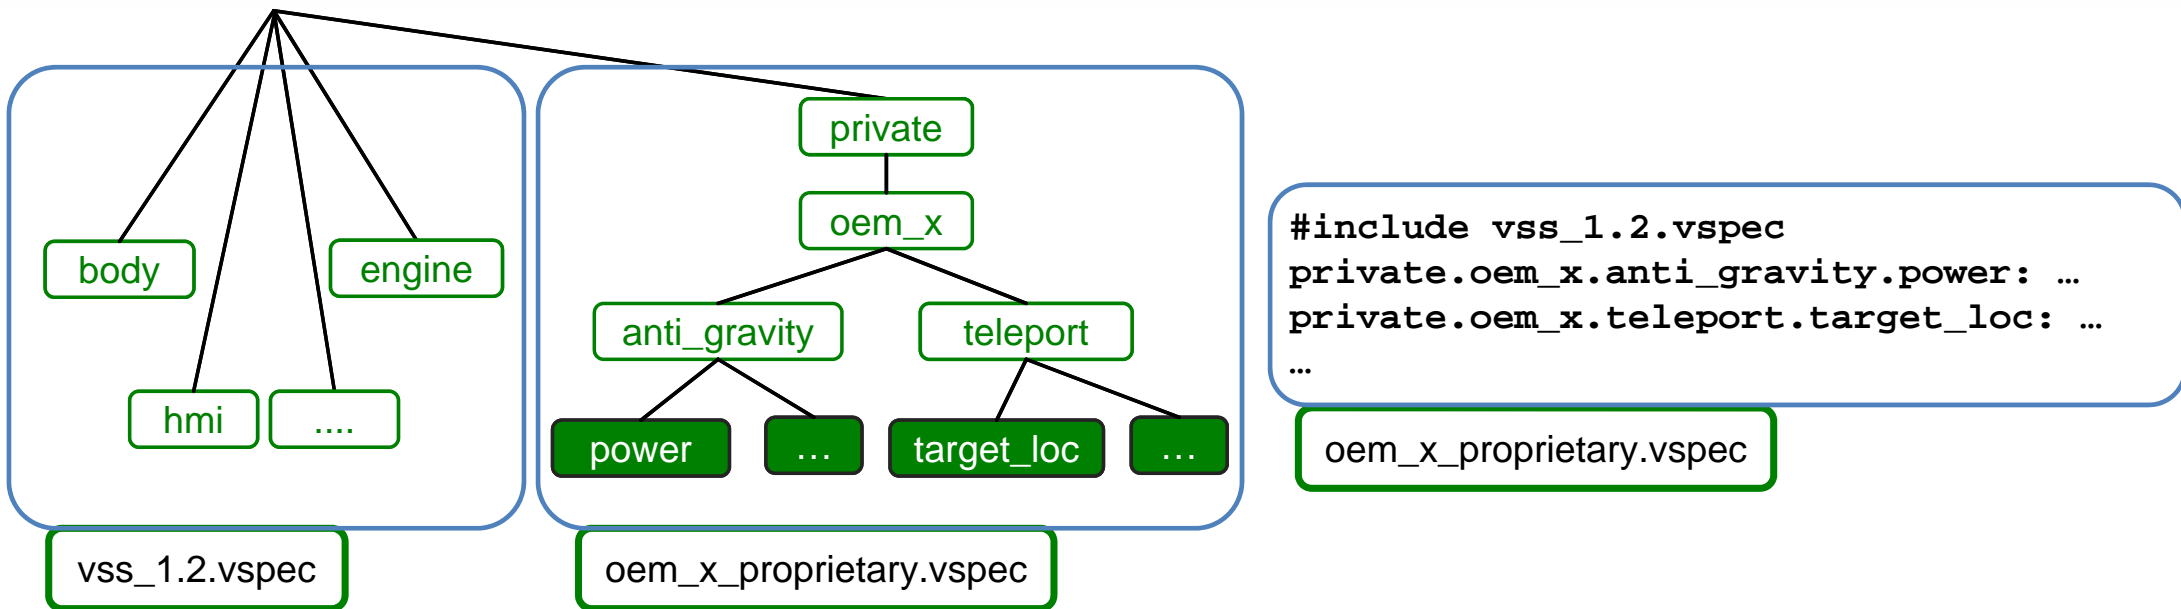 private
oem_x
body
engine
anti_gravity
teleport
hmi
....
power
...
target_loc
...
vss_1.2.vspec
oem_x_proprietary.vspec
#include vss_1.2.vspec
private.oem_x.anti_gravity.power: …
private.oem_x.teleport.target_loc: …
…
oem_x_proprietary.vspec